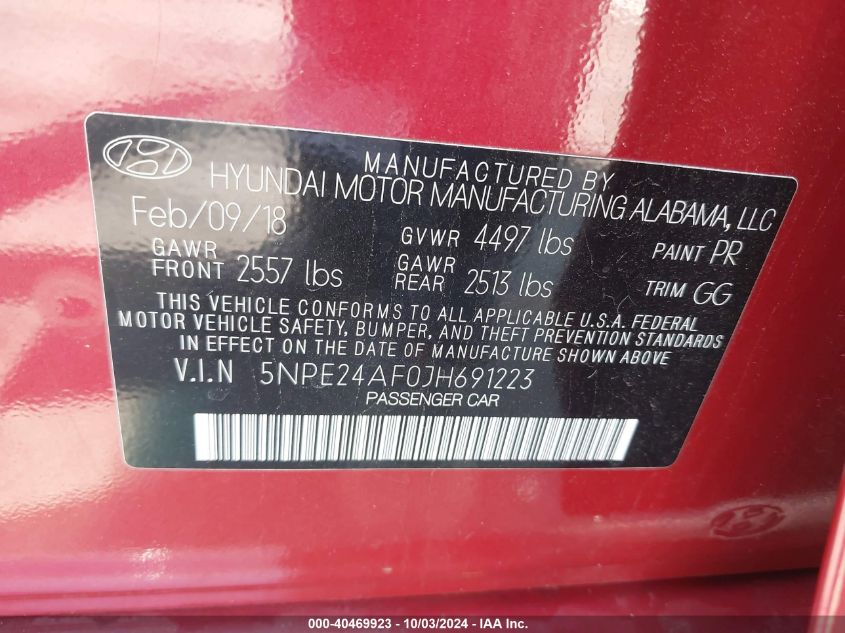 MANUFACTURED BY
HYUNDAI MOTOR MANUFACTURING ALABAMA, LLC
Feb/09/18 GVWR 4497 lbs PAINT PR
GAWR FRONT 2557 lbs GAWR REAR 2513 lbs TRIM GG
THIS VEHICLE CONFORMS TO ALL APPLICABLE U.S.A. FEDERAL
MOTOR VEHICLE SAFETY, BUMPER, AND THEFT PREVENTION STANDARDS
IN EFFECT ON THE DATE OF MANUFACTURE SHOWN ABOVE.
V.I.N 5NPE24AF0JH691223
PASSENGER CAR
000-40469923 - 10/03/2024 - © IAA, Inc.